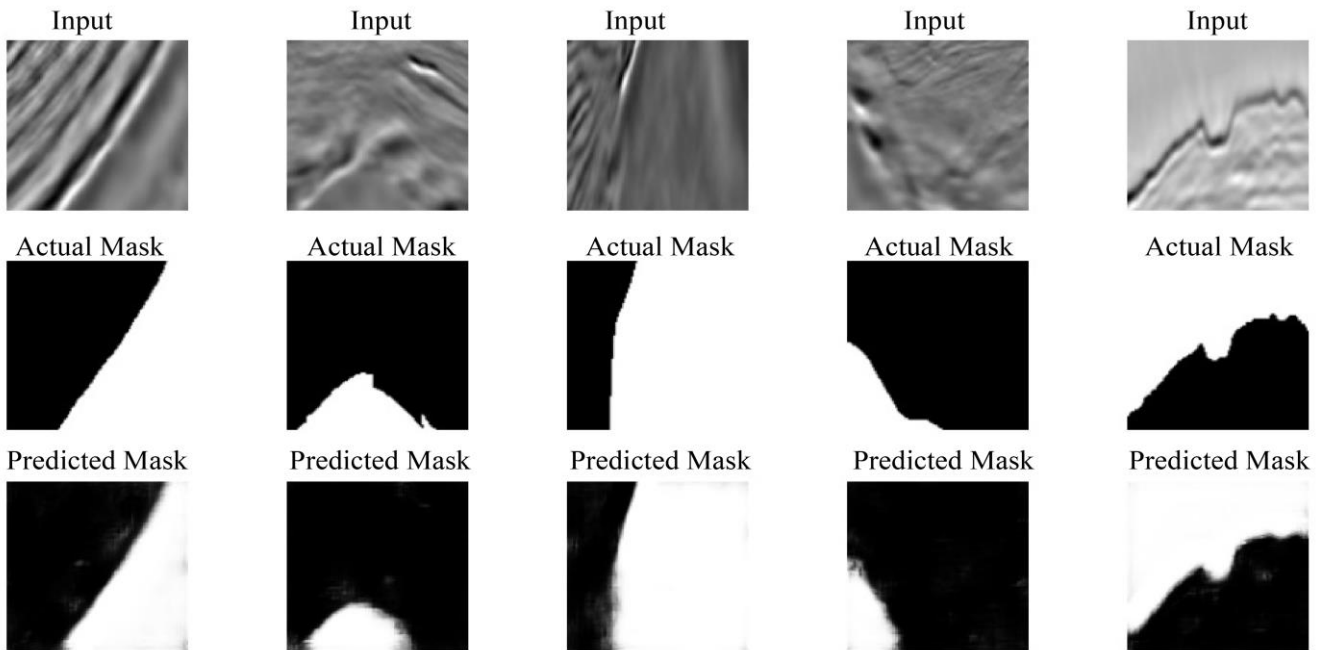 Input Input Input Input Input
Actual Mask Actual Mask Actual Mask Actual Mask Actual Mask
Predicted Mask Predicted Mask Predicted Mask Predicted Mask Predicted Mask